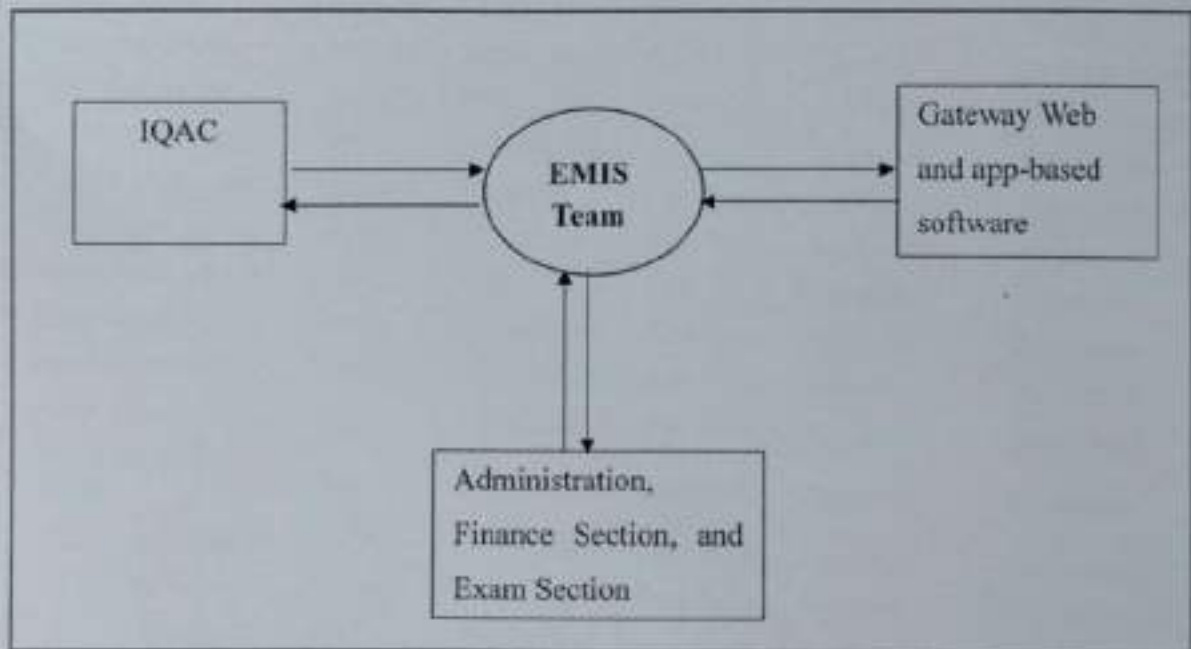 IQAC
EMIS
Team
Gateway Web
and app-based
software
Administration,
Finance Section, and
Exam Section